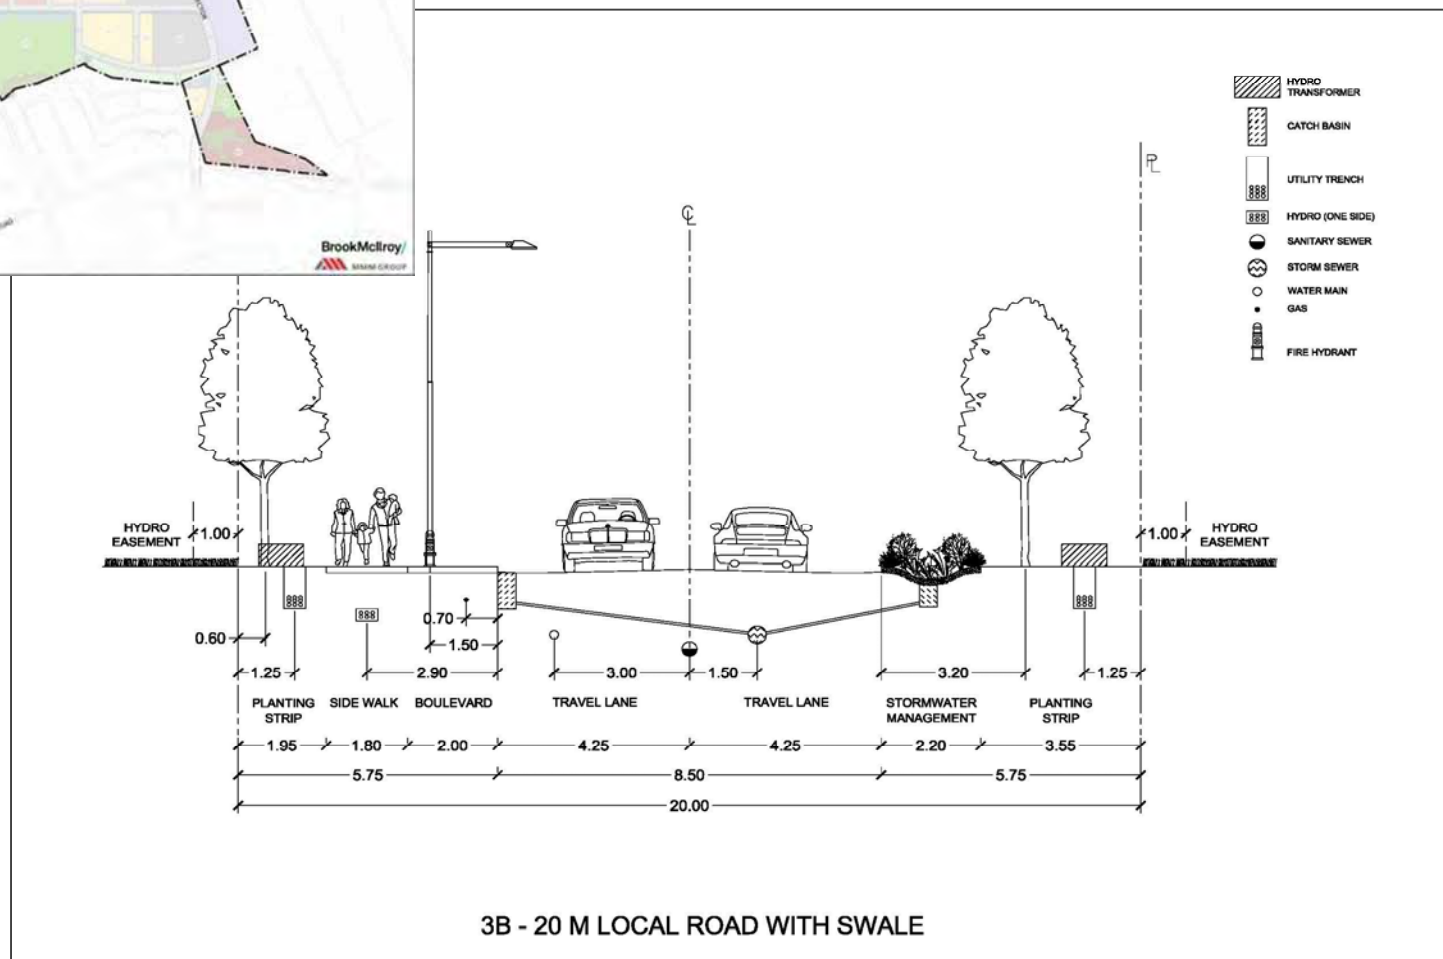 BrookMcIlroy/
MMM GROUP
HYDRO
TRANSFORMER
CATCH BASIN
UTILITY TRENCH
HYDRO (ONE SIDE)
SANITARY SEWER
STORM SEWER
WATER MAIN
GAS
FIRE HYDRANT
PL
CL
HYDRO
EASEMENT
1.00
1.00
HYDRO
EASEMENT
0.70
0.60
1.50
1.25
2.90
3.00
1.50
3.20
1.25
PLANTING
STRIP
SIDE WALK
BOULEVARD
TRAVEL LANE
TRAVEL LANE
STORMWATER
MANAGEMENT
PLANTING
STRIP
1.95
1.80
2.00
4.25
4.25
2.20
3.55
5.75
8.50
5.75
20.00
3B - 20 M LOCAL ROAD WITH SWALE